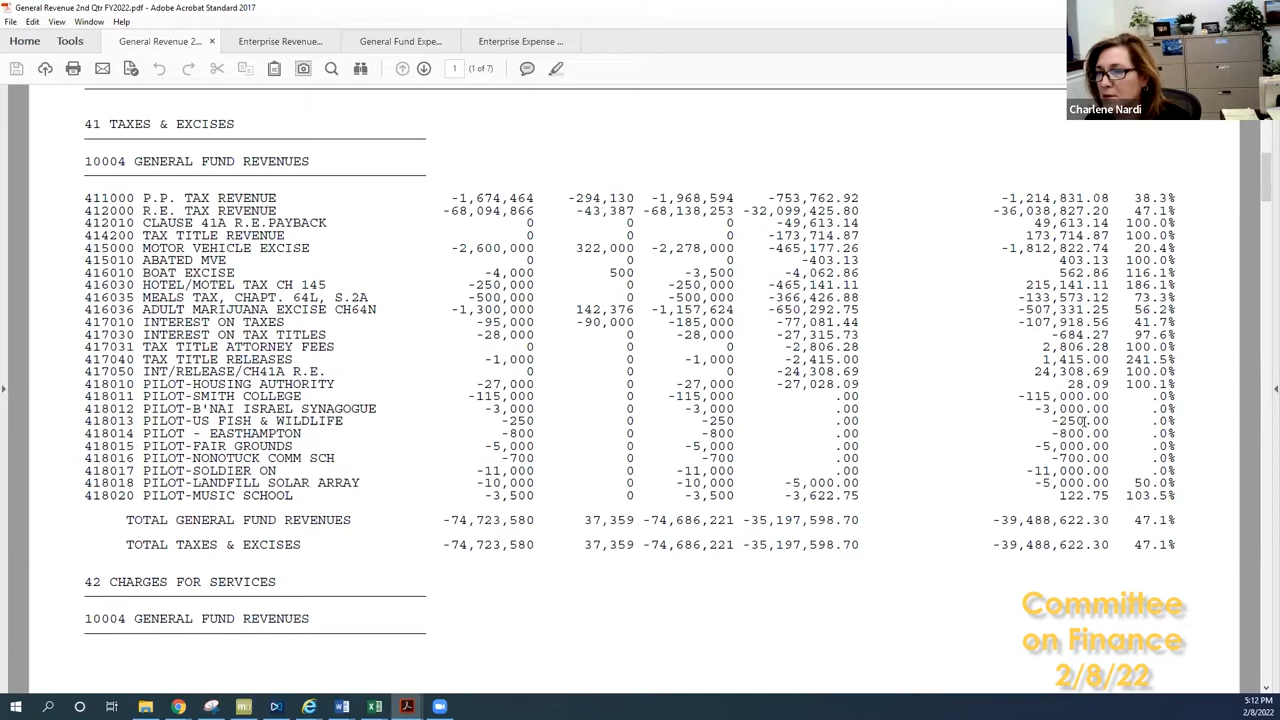 General Revenue 2nd Qtr FY2022.pdf - Adobe Acrobat Standard 2017
File Edit View Window Help
Home Tools General Revenue 2... × Enterprise Revenue... General Fund Expe... Enterprise Expense ...
1 (1 of 7)
Charlene Nardi
41 TAXES & EXCISES
10004 GENERAL FUND REVENUES
411000 P.P. TAX REVENUE -1,674,464 -294,130 -1,968,594 -753,762.92 -1,214,831.08 38.3%
412000 R.E. TAX REVENUE -68,094,866 -43,387 -68,138,253 -32,099,425.80 -36,038,827.20 47.1%
412010 CLAUSE 41A R.E.PAYBACK 0 0 0 -49,613.14 49,613.14 100.0%
414200 TAX TITLE REVENUE 0 0 0 -173,714.87 173,714.87 100.0%
415000 MOTOR VEHICLE EXCISE -2,600,000 322,000 -2,278,000 -465,177.26 -1,812,822.74 20.4%
415010 ABATED MVE 0 0 0 -403.13 403.13 100.0%
416010 BOAT EXCISE -4,000 500 -3,500 -4,062.86 562.86 116.1%
416030 HOTEL/MOTEL TAX CH 145 -250,000 0 -250,000 -465,141.11 215,141.11 186.1%
416035 MEALS TAX, CHAPT. 64L, S.2A -500,000 0 -500,000 -366,426.88 -133,573.12 73.3%
416036 ADULT MARIJUANA EXCISE CH64N -1,300,000 142,376 -1,157,624 -650,292.75 -507,331.25 56.2%
417010 INTEREST ON TAXES -95,000 -90,000 -185,000 -77,081.44 -107,918.56 41.7%
417030 INTEREST ON TAX TITLES -28,000 0 -28,000 -27,315.73 -684.27 97.6%
417031 TAX TITLE ATTORNEY FEES 0 0 0 -2,806.28 2,806.28 100.0%
417040 TAX TITLE RELEASES -1,000 0 -1,000 -2,415.00 1,415.00 241.5%
417050 INT/RELEASE/CH41A R.E. 0 0 0 -24,308.69 24,308.69 100.0%
418010 PILOT-HOUSING AUTHORITY -27,000 0 -27,000 -27,028.09 28.09 100.1%
418011 PILOT-SMITH COLLEGE -115,000 0 -115,000 .00 -115,000.00 .0%
418012 PILOT-B'NAI ISRAEL SYNAGOGUE -3,000 0 -3,000 .00 -3,000.00 .0%
418013 PILOT-US FISH & WILDLIFE -250 0 -250 .00 -250.00 .0%
418014 PILOT - EASTHAMPTON -800 0 -800 .00 -800.00 .0%
418015 PILOT-FAIR GROUNDS -5,000 0 -5,000 .00 -5,000.00 .0%
418016 PILOT-NONOTUCK COMM SCH -700 0 -700 .00 -700.00 .0%
418017 PILOT-SOLDIER ON -11,000 0 -11,000 .00 -11,000.00 .0%
418018 PILOT-LANDFILL SOLAR ARRAY -10,000 0 -10,000 -5,000.00 -5,000.00 50.0%
418020 PILOT-MUSIC SCHOOL -3,500 0 -3,500 -3,622.75 122.75 103.5%
TOTAL GENERAL FUND REVENUES -74,723,580 37,359 -74,686,221 -35,197,598.70 -39,488,622.30 47.1%
TOTAL TAXES & EXCISES -74,723,580 37,359 -74,686,221 -35,197,598.70 -39,488,622.30 47.1%
42 CHARGES FOR SERVICES
10004 GENERAL FUND REVENUES
Committee
on Finance
2/8/22
5:12 PM
2/8/2022